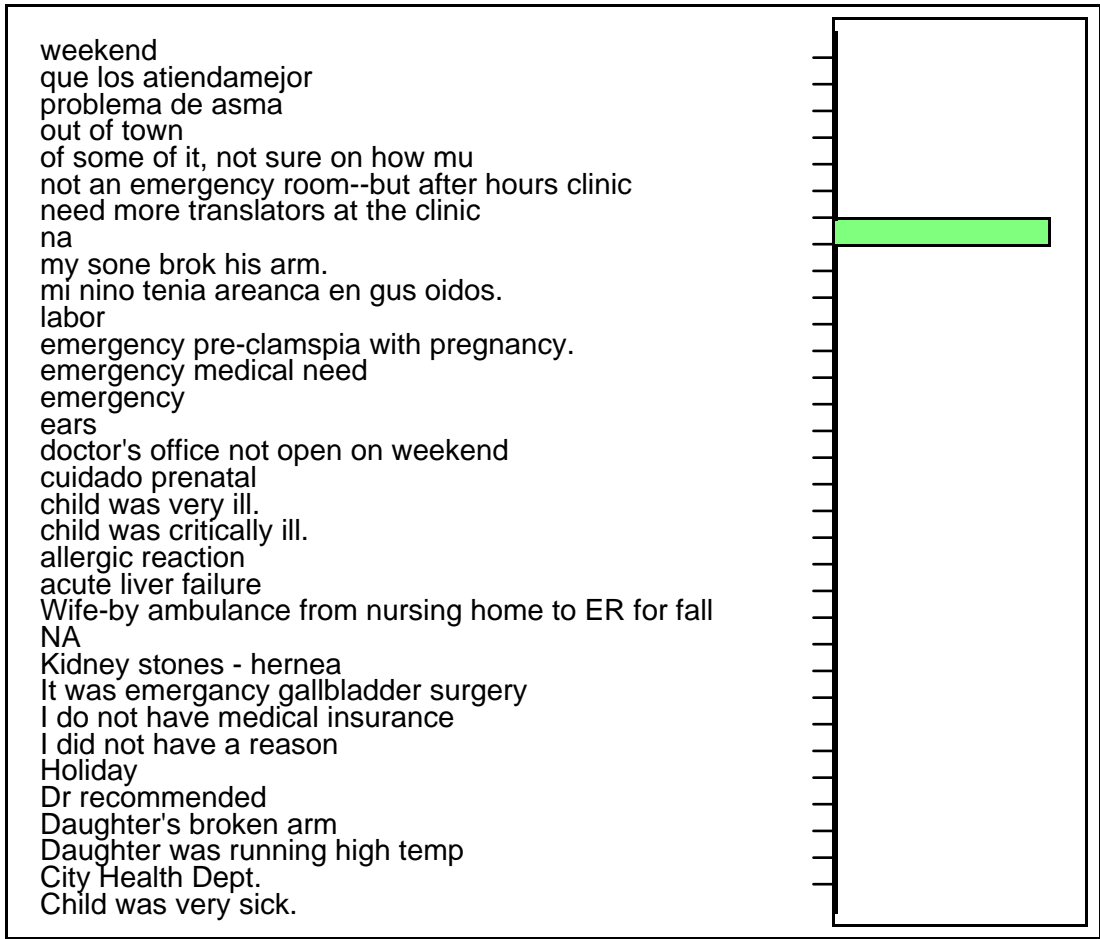 weekend
que los atiendamejor
problema de asma
out of town
of some of it, not sure on how mu
not an emergency room--but after hours clinic
need more translators at the clinic
na
my sone brok his arm.
mi nino tenia areanca en gus oidos.
labor
emergency pre-clamspia with pregnancy.
emergency medical need
emergency
ears
doctor's office not open on weekend
cuidado prenatal
child was very ill.
child was critically ill.
allergic reaction
acute liver failure
Wife-by ambulance from nursing home to ER for fall
NA
Kidney stones - hernea
It was emergancy gallbladder surgery
I do not have medical insurance
I did not have a reason
Holiday
Dr recommended
Daughter's broken arm
Daughter was running high temp
City Health Dept.
Child was very sick.